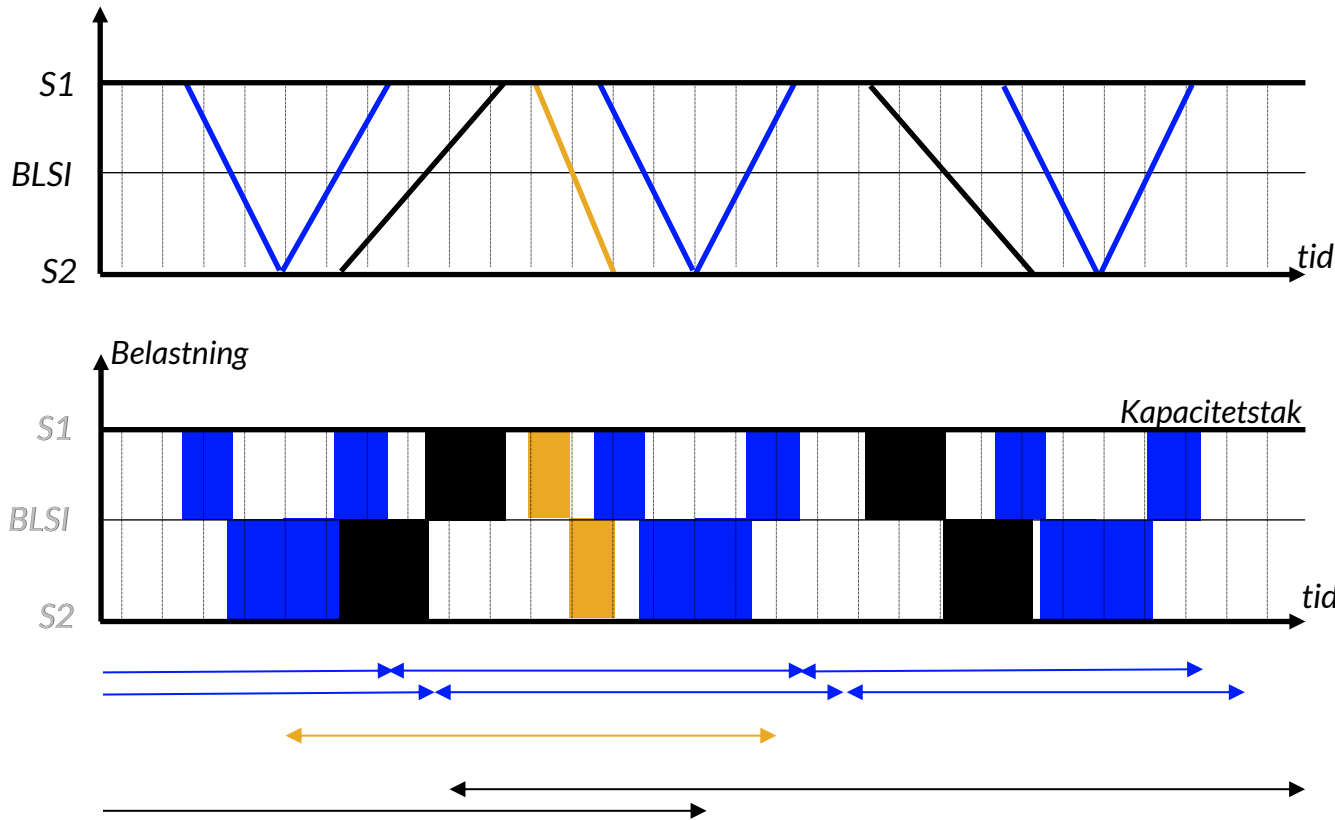 S1
BLSI
S2
tid
Belastning
Kapacitetstak
S1
BLSI
S2
tid